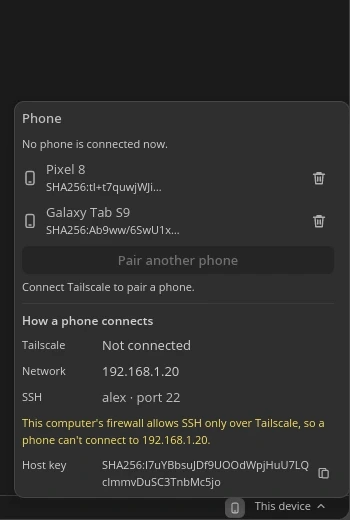 Phone
No phone is connected now.
Pixel 8
SHA256:tI+t7quwjWJi...
Galaxy Tab S9
SHA256:Ab9ww/6SwU1x...
Pair another phone
Connect Tailscale to pair a phone.
How a phone connects
Tailscale Not connected
Network 192.168.1.20
SSH alex · port 22
This computer's firewall allows SSH only over Tailscale, so a
phone can't connect to 192.168.1.20.
Host key SHA256:I7uYBbsuJDf9UOOdWpjHuU7LQ
cImmvDuSC3TnbMc5jo
This device